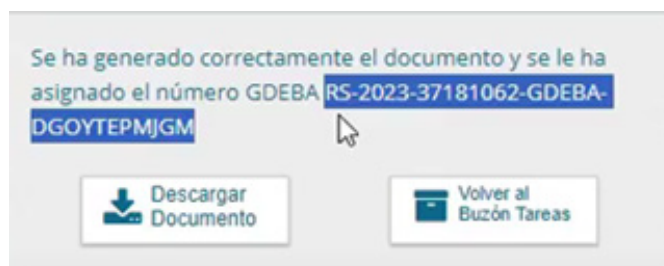 Se ha generado correctamente el documento y se le ha
asignado el número GDEBA RS-2023-37181062-GDEBA-
DGOYTEPMJGM
Descargar
Documento
Volver al
Buzón Tareas